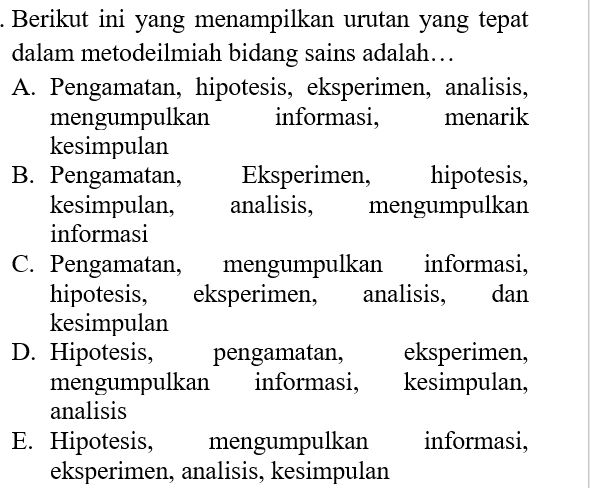 . Berikut ini yang menampilkan urutan yang tepat
dalam metodeilmiah bidang sains adalah…
A. Pengamatan, hipotesis, eksperimen, analisis,
mengumpulkan informasi, menarik
kesimpulan
B. Pengamatan, Eksperimen, hipotesis,
kesimpulan, analisis, mengumpulkan
informasi
C. Pengamatan, mengumpulkan informasi,
hipotesis, eksperimen, analisis, dan
kesimpulan
D. Hipotesis, pengamatan, eksperimen,
mengumpulkan informasi, kesimpulan,
analisis
E. Hipotesis, mengumpulkan informasi,
eksperimen, analisis, kesimpulan